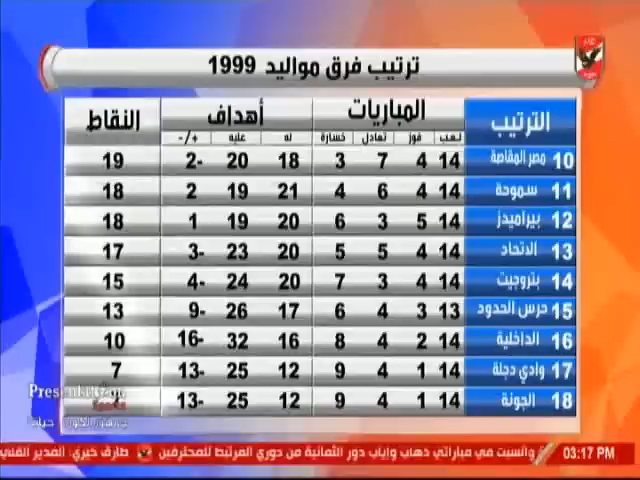 ترتيب فرق مواليد 1999
الترتيب المباريات أهداف النقاط
لعب فوز تعادل خسارة له عليه +/-
10 مصر المقاصة 14 4 7 3 18 20 2- 19
11 سموحة 14 4 6 4 21 19 2 18
12 بيراميدز 14 5 3 6 20 19 1 18
13 الاتحاد 14 4 5 5 20 23 3- 17
14 بتروجيت 14 4 3 7 20 24 4- 15
15 حرس الحدود 13 3 4 6 17 26 9- 13
16 الداخلية 14 2 4 8 16 32 16- 10
17 وادي دجلة 14 1 4 9 12 25 13- 7
18 الجونة 14 1 4 9 12 25 13-
Presentation
Sports
والسبت في مباراتي ذهاب وإياب دور الثمانية من دوري المرتبط للمحترفين طارق خيري: المدير الفني
03:17 PM